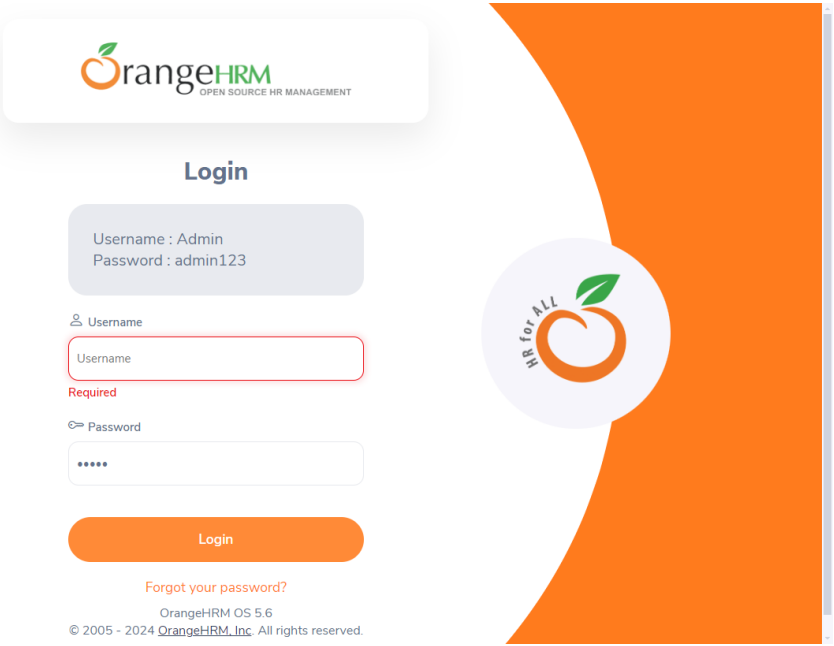 OrangeHRM
OPEN SOURCE HR MANAGEMENT
Login
Username : Admin
Password : admin123
Username
Username
Required
Password
•••••
Login
Forgot your password?
OrangeHRM OS 5.6
© 2005 - 2024 OrangeHRM, Inc. All rights reserved.
HR for ALL